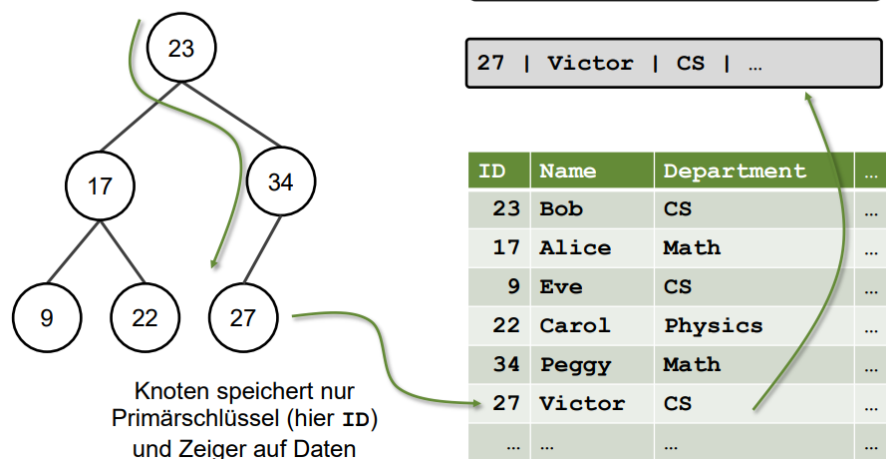 23
17
34
9
22
27
Knoten speichert nur
Primärschlüssel (hier ID)
und Zeiger auf Daten
27 | Victor | CS | …
ID Name Department …
23 Bob CS …
17 Alice Math …
9 Eve CS …
22 Carol Physics …
34 Peggy Math …
27 Victor CS …
… … … …